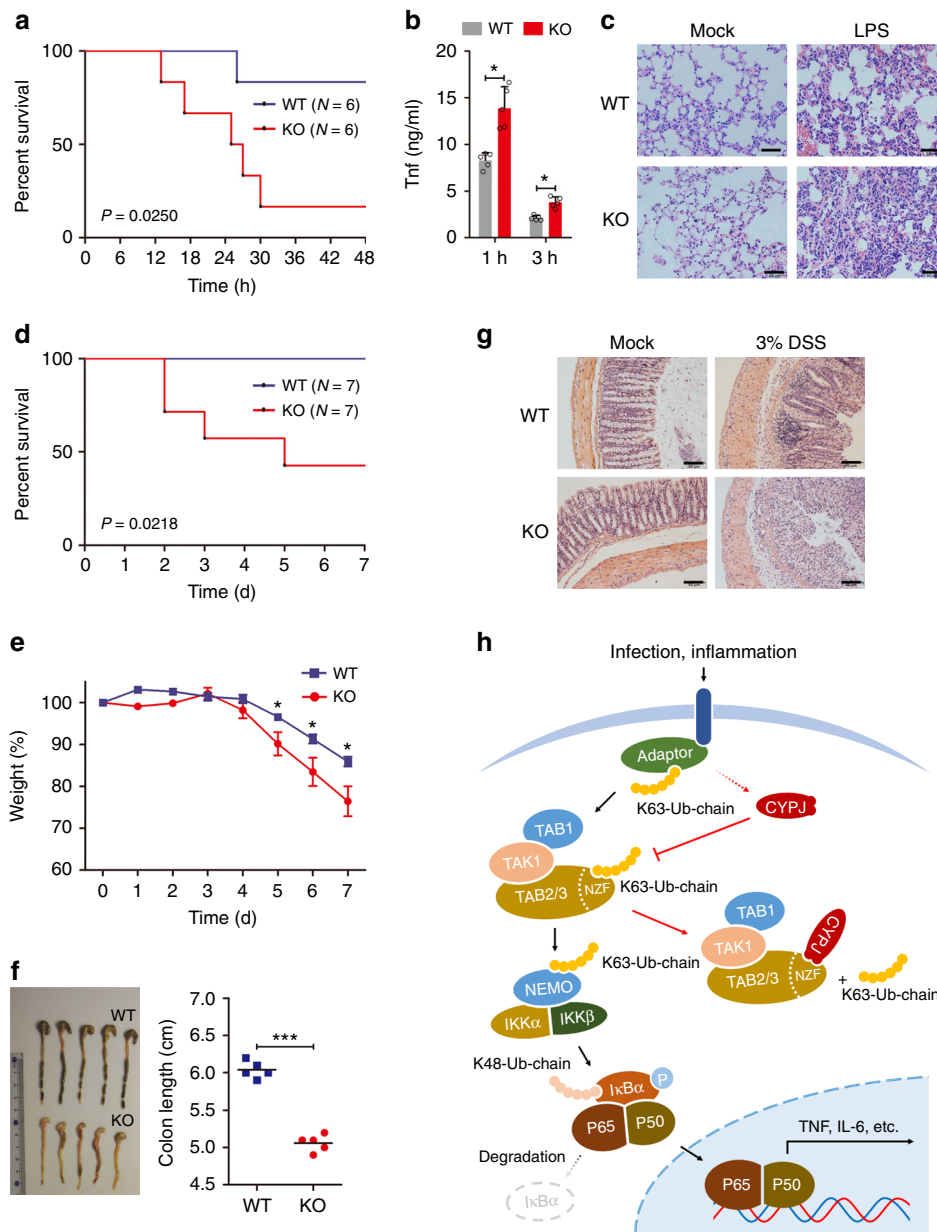 a
100
50
0
Percent survival
WT (N = 6)
KO (N = 6)
P = 0.0250
0 6 12 18 24 30 36 42 48
Time (h)
b
WT KO
20
15
10
5
0
Tnf (ng/ml)
*
*
1 h 3 h
c
Mock LPS
WT
KO
d
100
50
0
Percent survival
WT (N = 7)
KO (N = 7)
P = 0.0218
0 1 2 3 4 5 6 7
Time (d)
g
Mock 3% DSS
WT
KO
e
WT
KO
100
90
80
70
60
Weight (%)
* * *
0 1 2 3 4 5 6 7
Time (d)
f
WT
KO
7.0
6.5
6.0
5.5
5.0
4.5
Colon length (cm)
***
WT KO
h
Infection, inflammation
Adaptor
K63-Ub-chain
CYPJ
TAB1
TAK1
TAB2/3
NZF
K63-Ub-chain
TAB1
TAK1
CYPJ
TAB2/3
NZF
+
K63-Ub-chain
K63-Ub-chain
NEMO
IKKα
IKKβ
K48-Ub-chain
IκBα
P
P65
P50
Degradation
IκBα
TNF, IL-6, etc.
P65
P50